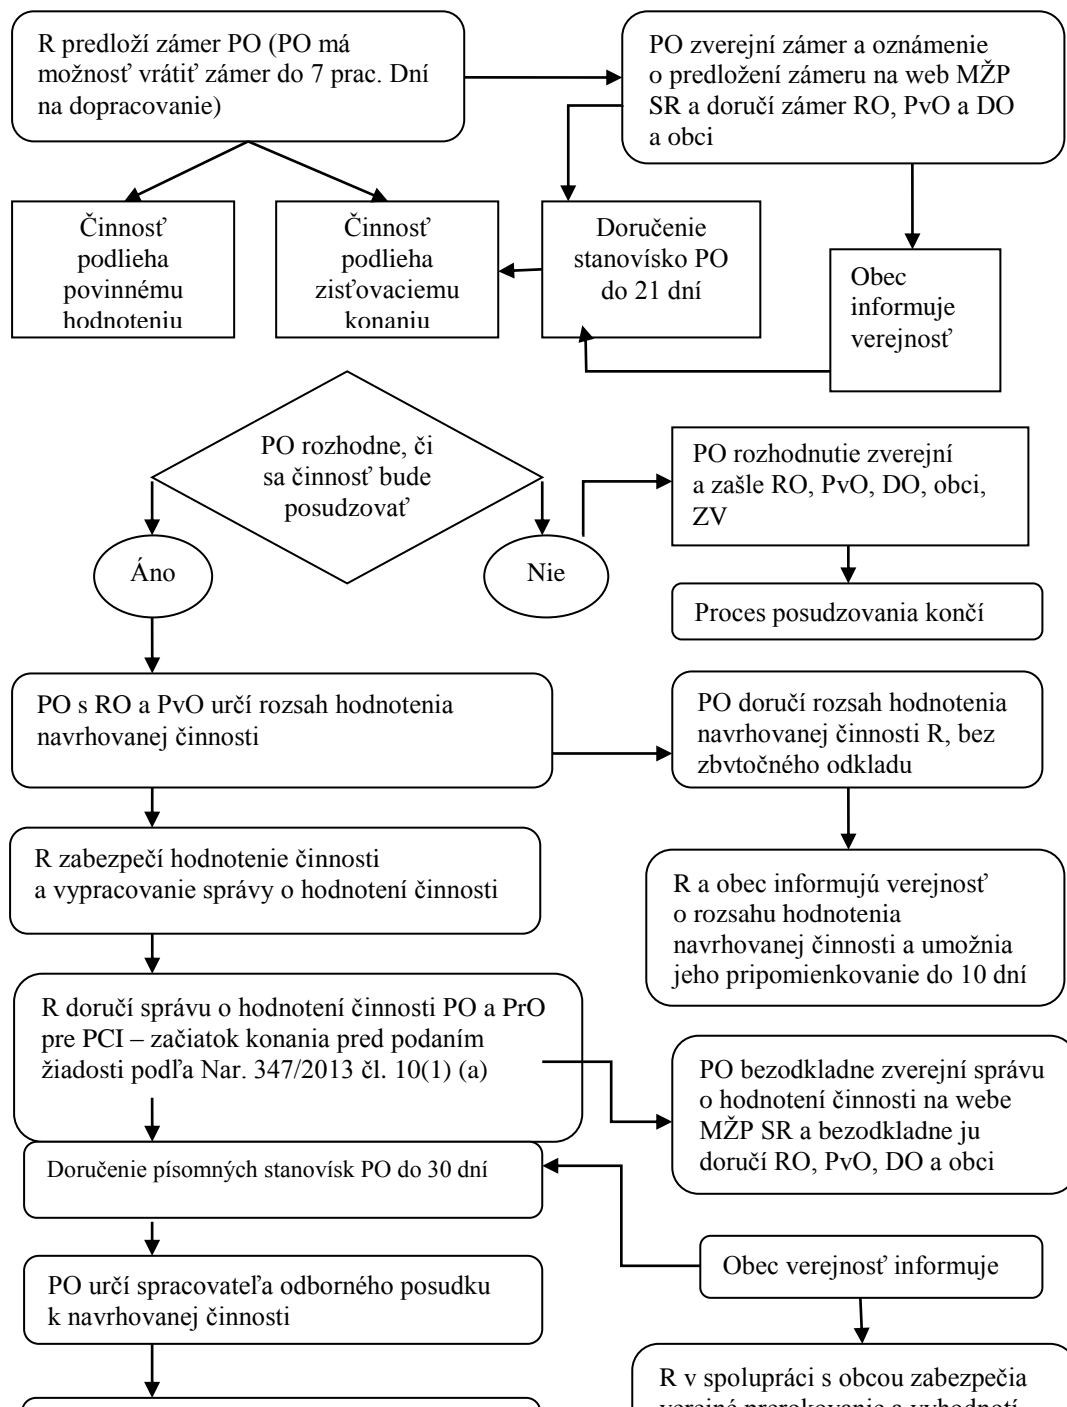 R predloží zámer PO (PO má
možnosť vrátiť zámer do 7 prac. Dní
na dopracovanie)
PO zverejní zámer a oznámenie
o predložení zámeru na web MŽP
SR a doručí zámer RO, PvO a DO
a obci
Činnosť
podlieha
povinnému
hodnoteniu
Činnosť
podlieha
zisťovaciemu
konaniu
Doručenie
stanovísko PO
do 21 dní
Obec
informuje
verejnosť
PO rozhodne, či
sa činnosť bude
posudzovať
PO rozhodnutie zverejní
a zašle RO, PvO, DO, obci,
ZV
Áno
Nie
Proces posudzovania končí
PO s RO a PvO určí rozsah hodnotenia
navrhovanej činnosti
PO doručí rozsah hodnotenia
navrhovanej činnosti R, bez
zbytočného odkladu
R zabezpečí hodnotenie činnosti
a vypracovanie správy o hodnotení činnosti
R a obec informujú verejnosť
o rozsahu hodnotenia
navrhovanej činnosti a umožnia
jeho pripomienkovanie do 10 dní
R doručí správu o hodnotení činnosti PO a PrO
pre PCI – začiatok konania pred podaním
žiadosti podľa Nar. 347/2013 čl. 10(1) (a)
PO bezodkladne zverejní správu
o hodnotení činnosti na webe
MŽP SR a bezodkladne ju
doručí RO, PvO, DO a obci
Doručenie písomných stanovísk PO do 30 dní
Obec verejnosť informuje
PO určí spracovateľa odborného posudku
k navrhovanej činnosti
R v spolupráci s obcou zabezpečia
verejné prerokovanie a vyhodnotí